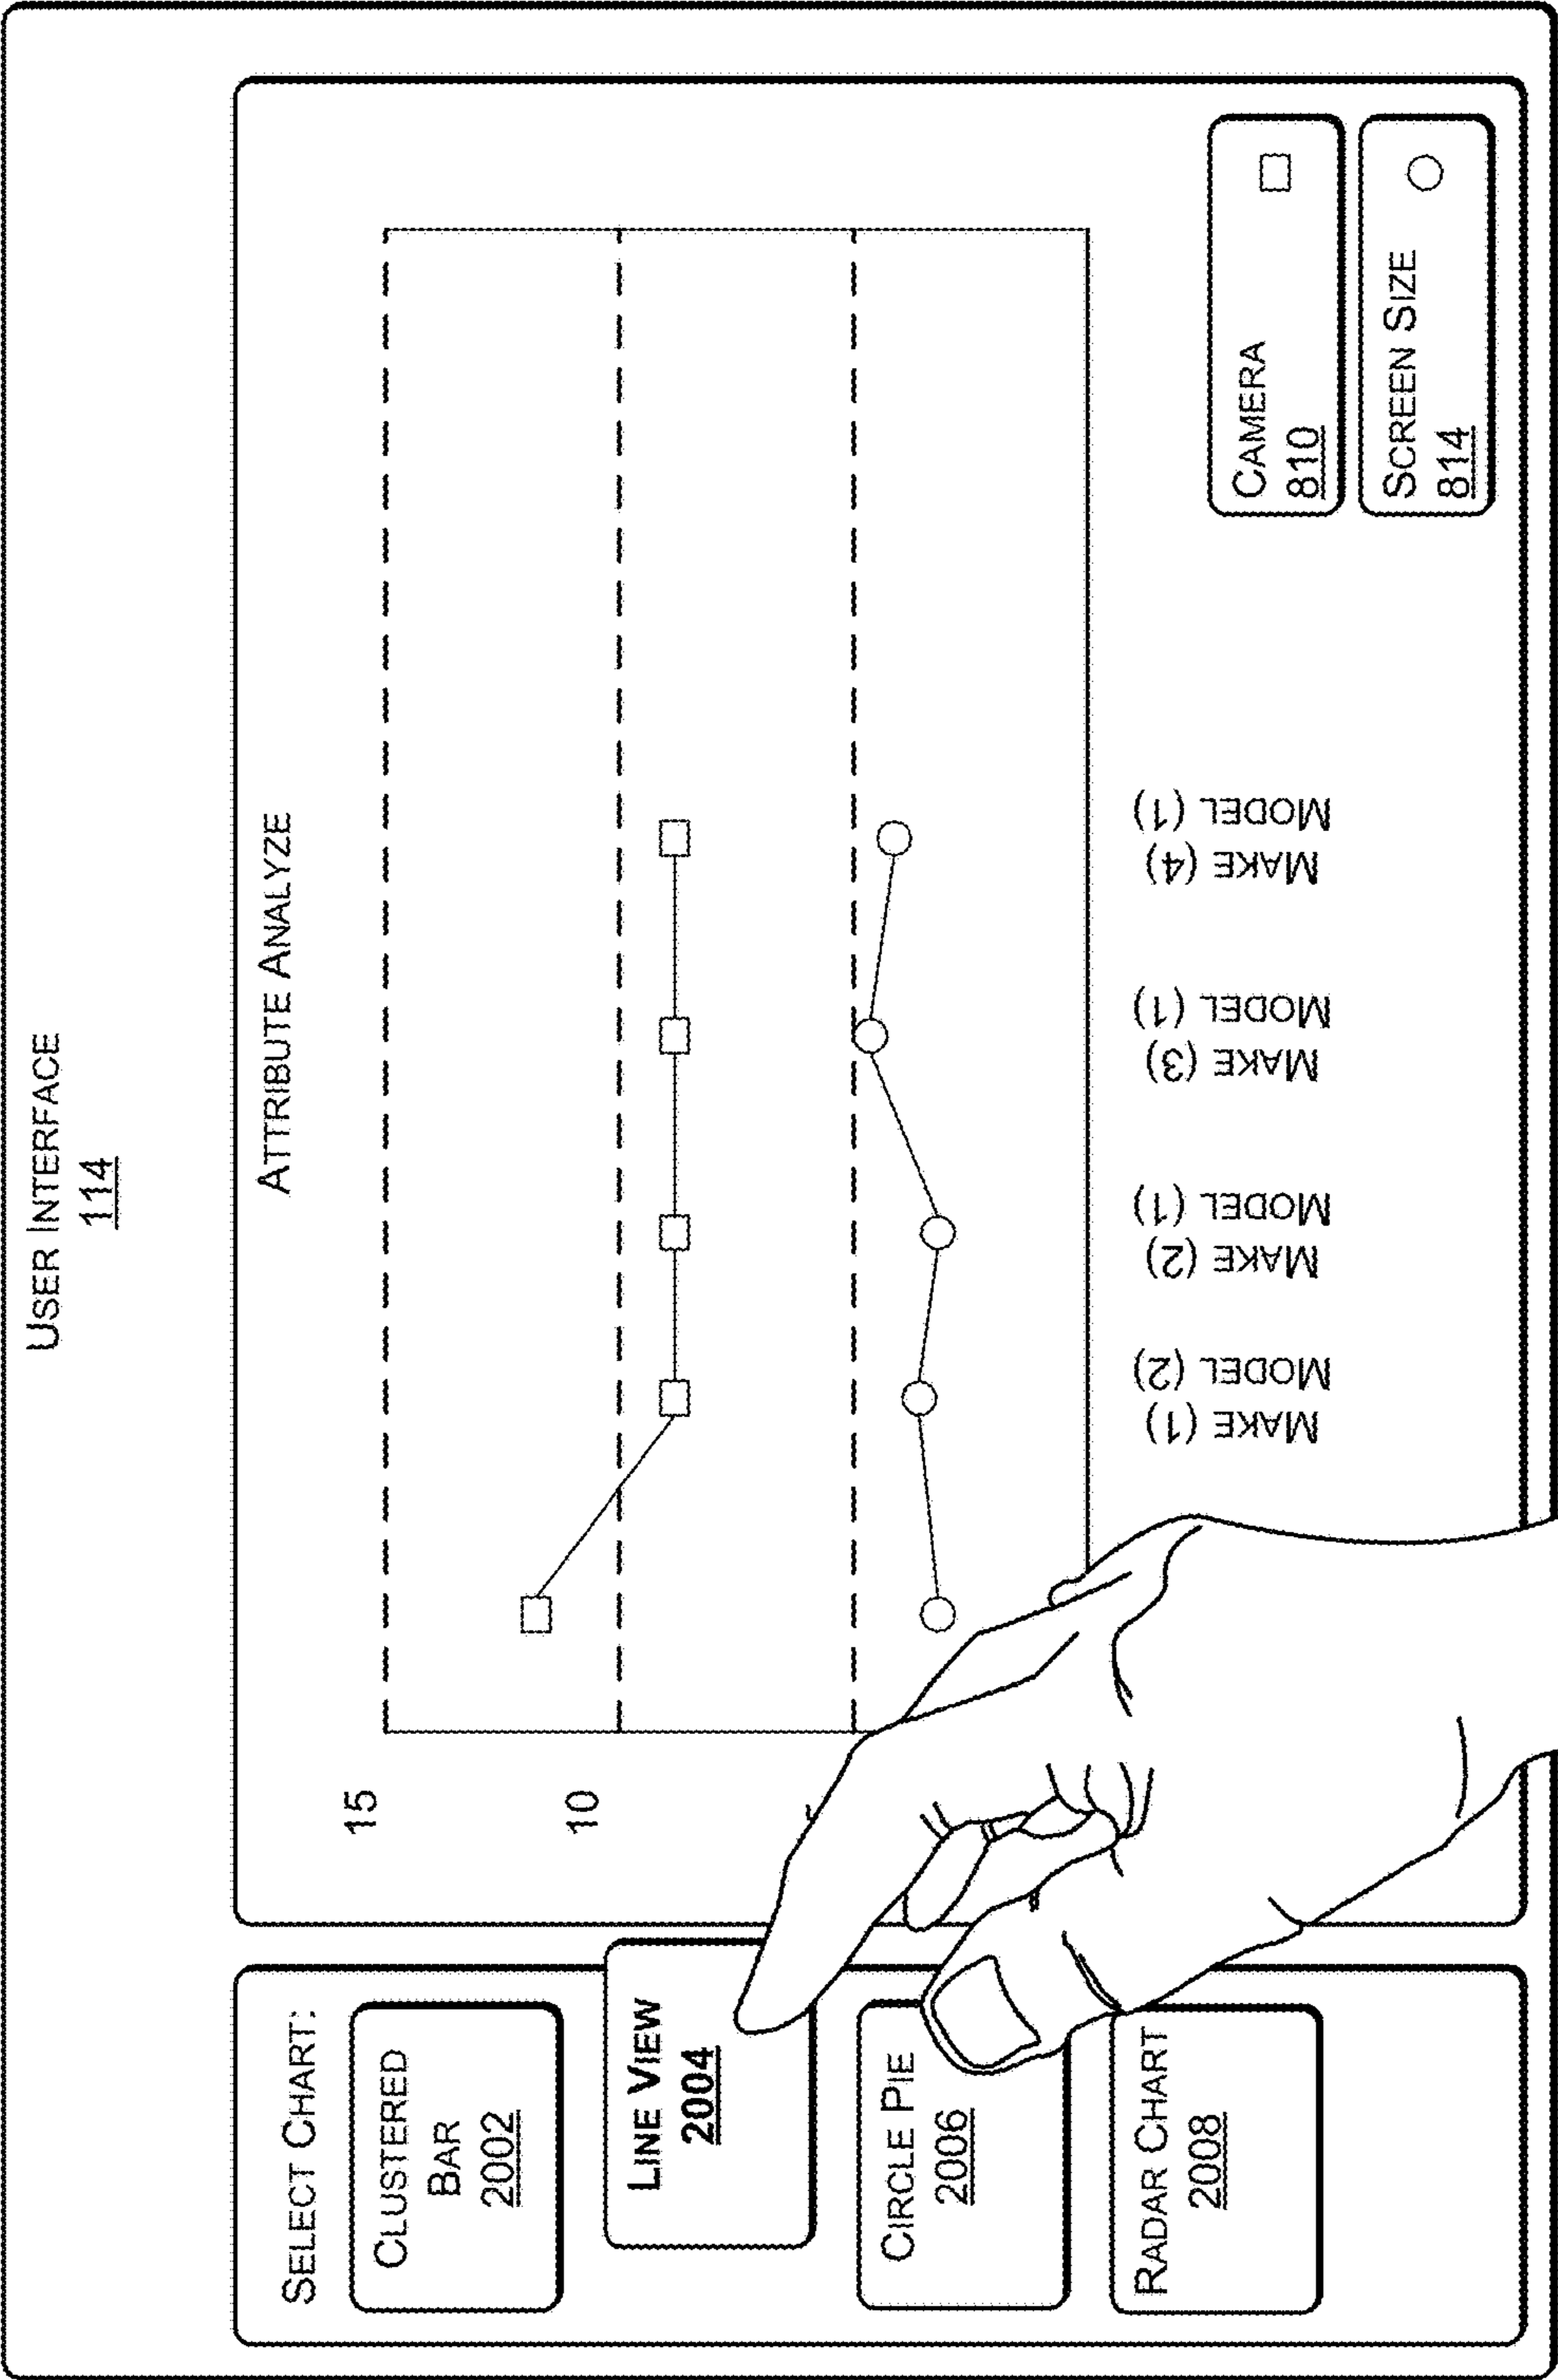 USER INTERFACE
114
SELECT CHART:
CLUSTERED
BAR
2002
LINE VIEW
2004
CIRCLE PIE
2006
RADAR CHART
2008
ATTRIBUTE ANALYZE
15
10
MAKE (1)
MODEL (2)
MAKE (2)
MODEL (1)
MAKE (3)
MODEL (1)
MAKE (4)
MODEL (1)
CAMERA
810
SCREEN SIZE
814